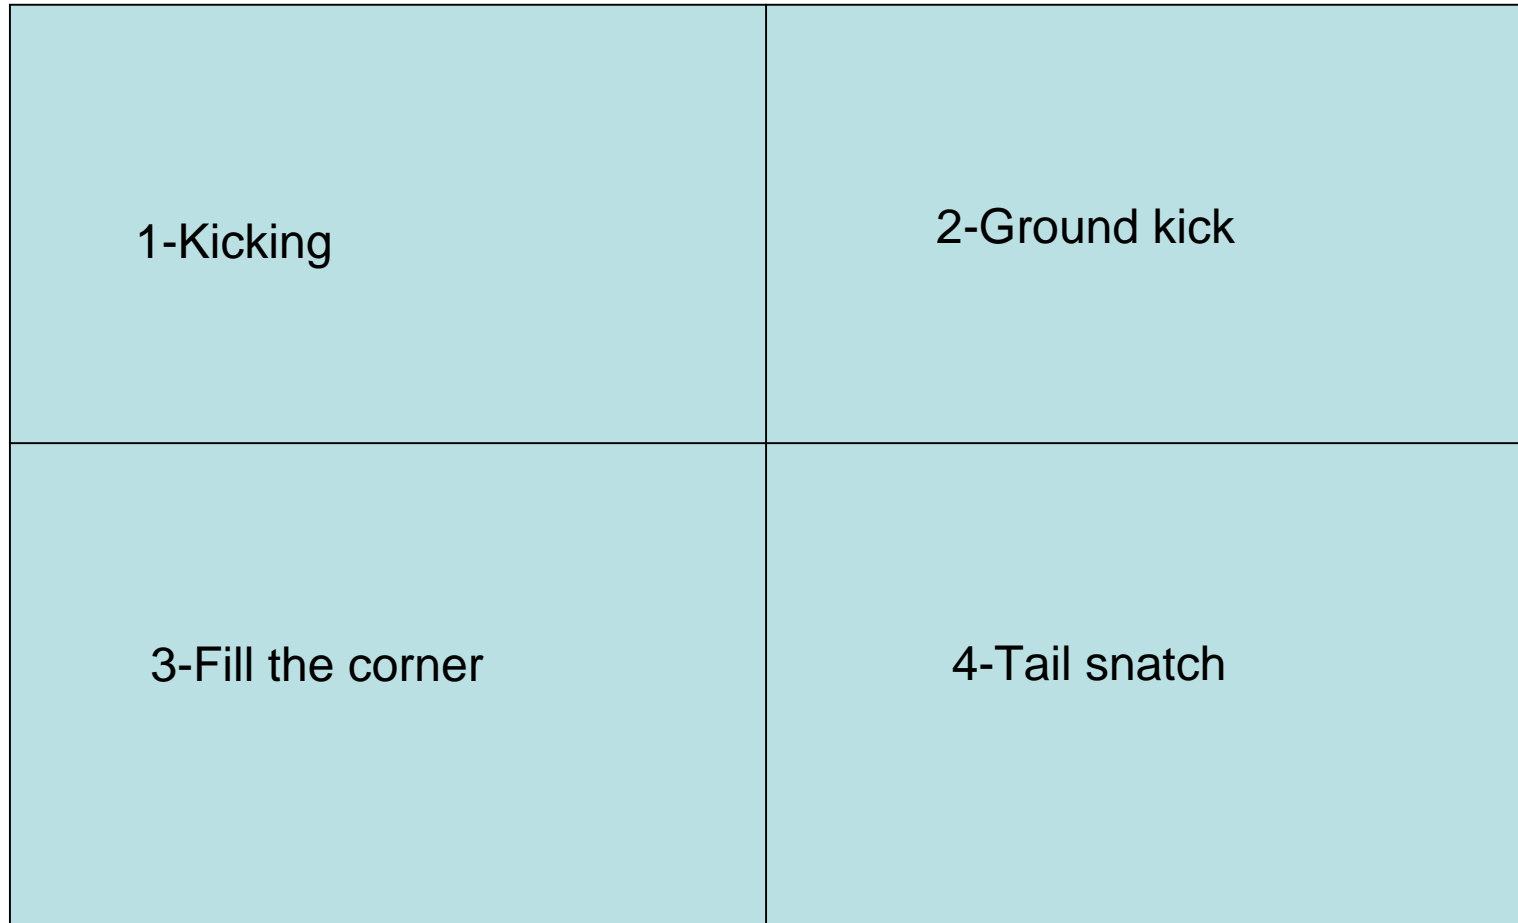 1-Kicking
2-Ground kick
3-Fill the corner
4-Tail snatch